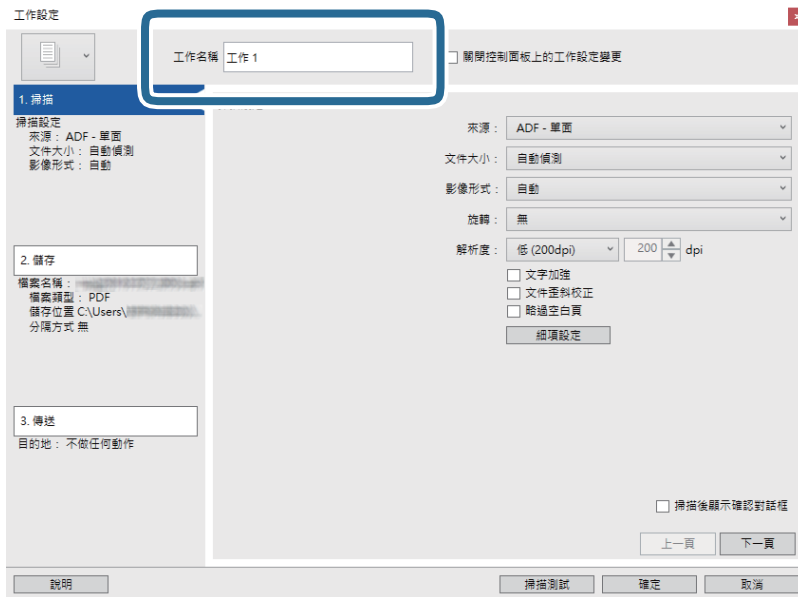 工作設定
工作名稱 工作 1
關閉控制面板上的工作設定變更
1. 掃描
掃描設定
來源： ADF - 單面
文件大小： 自動偵測
影像形式： 自動
2. 儲存
檔案名稱：
檔案類型： PDF
儲存位置 C:\Users\
分隔方式 無
3. 傳送
目的地： 不做任何動作
來源： ADF - 單面
文件大小： 自動偵測
影像形式： 自動
旋轉： 無
解析度： 低 (200dpi) 200 dpi
文字加強
文件歪斜校正
略過空白頁
細項設定
掃描後顯示確認對話框
上一頁 下一頁
說明 掃描測試 確定 取消